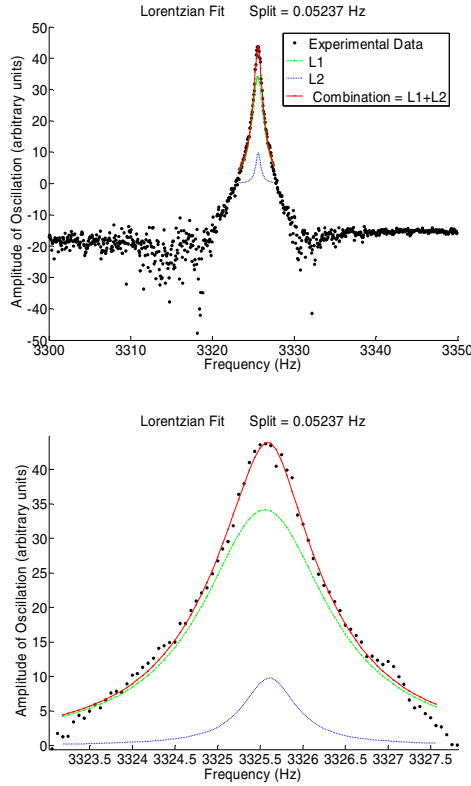 Lorentzian Fit Split = 0.05237 Hz
Amplitude of Oscillation (arbitrary units)
50
40
30
20
10
0
-10
-20
-30
-40
-50
Experimental Data
L1
L2
Combination = L1+L2
3300 3310 3320 3330 3340 3350
Frequency (Hz)
Lorentzian Fit Split = 0.05237 Hz
Amplitude of Oscillation (arbitrary units)
40
35
30
25
20
15
10
5
0
3323.5 3324 3324.5 3325 3325.5 3326 3326.5 3327 3327.5
Frequency (Hz)